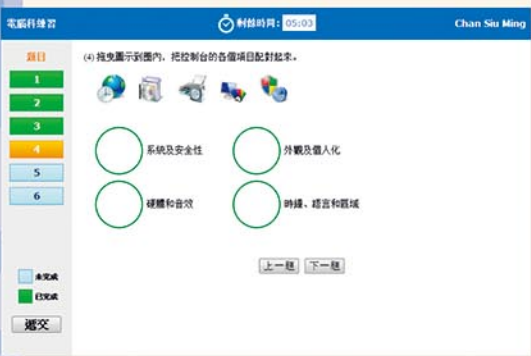 電腦科練習 剩餘時間: 05:03 Chan Siu Ming
題目
(4) 拖曳圖示到圈內，把控制台的各個項目配對起來。
1
2
3
4
5
6
系統及安全性
外觀及個人化
硬體和音效
時鐘、語言和區域
上一題 下一題
未完成
已完成
遞交